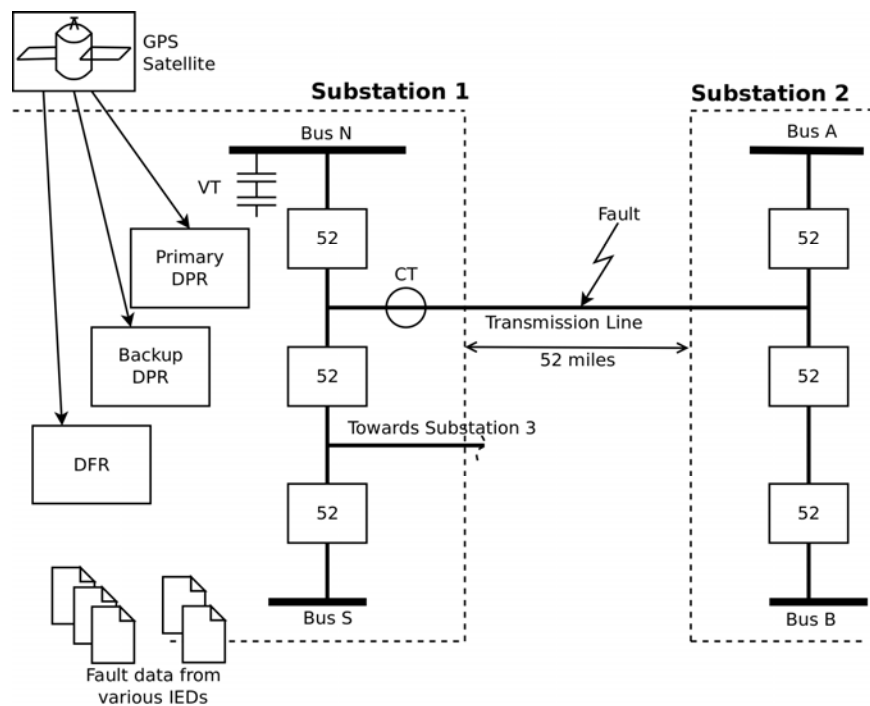 GPS
Satellite
Substation 1
Substation 2
Bus N
Bus A
VT
52
52
Primary
DPR
Fault
CT
Transmission Line
Backup
DPR
52
52
52 miles
Towards Substation 3
DFR
52
52
Bus S
Bus B
Fault data from
various IEDs